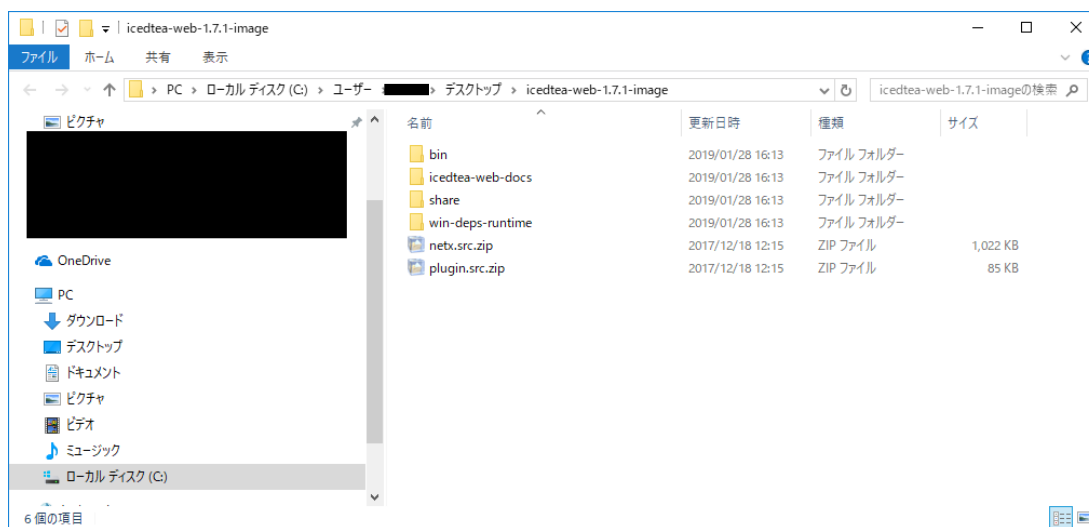 icedtea-web-1.7.1-image
ファイル ホーム 共有 表示
PC › ローカル ディスク (C:) › ユーザー › › デスクトップ › icedtea-web-1.7.1-image
icedtea-web-1.7.1-imageの検索
ピクチャ
OneDrive
PC
ダウンロード
デスクトップ
ドキュメント
ピクチャ
ビデオ
ミュージック
ローカル ディスク (C:)
名前 更新日時 種類 サイズ
bin 2019/01/28 16:13 ファイル フォルダー
icedtea-web-docs 2019/01/28 16:13 ファイル フォルダー
share 2019/01/28 16:13 ファイル フォルダー
win-deps-runtime 2019/01/28 16:13 ファイル フォルダー
netx.src.zip 2017/12/18 12:15 ZIP ファイル 1,022 KB
plugin.src.zip 2017/12/18 12:15 ZIP ファイル 85 KB
6 個の項目